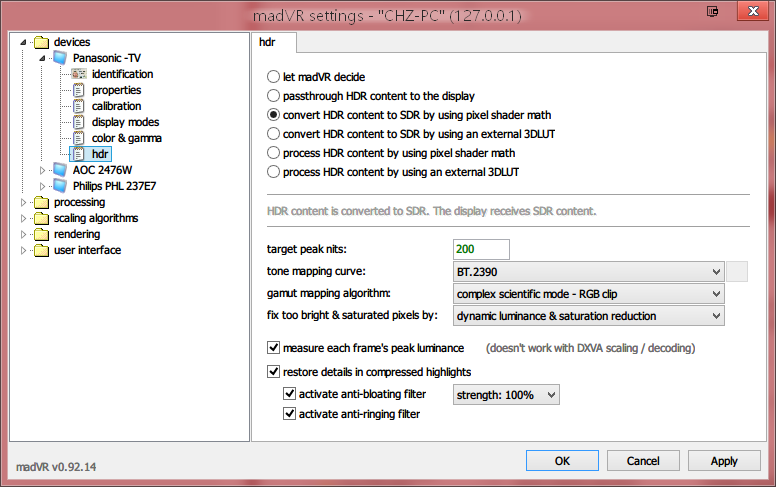 madVR settings - "CHZ-PC" (127.0.0.1)
devices
Panasonic -TV
identification
properties
calibration
display modes
color & gamma
hdr
AOC 2476W
Philips PHL 237E7
processing
scaling algorithms
rendering
user interface
madVR v0.92.14
hdr
let madVR decide
passthrough HDR content to the display
convert HDR content to SDR by using pixel shader math
convert HDR content to SDR by using an external 3DLUT
process HDR content by using pixel shader math
process HDR content by using an external 3DLUT
HDR content is converted to SDR. The display receives SDR content.
target peak nits: 200
tone mapping curve: BT.2390
gamut mapping algorithm: complex scientific mode - RGB clip
fix too bright & saturated pixels by: dynamic luminance & saturation reduction
measure each frame's peak luminance (doesn't work with DXVA scaling / decoding)
restore details in compressed highlights
activate anti-bloating filter strength: 100%
activate anti-ringing filter
OK Cancel Apply